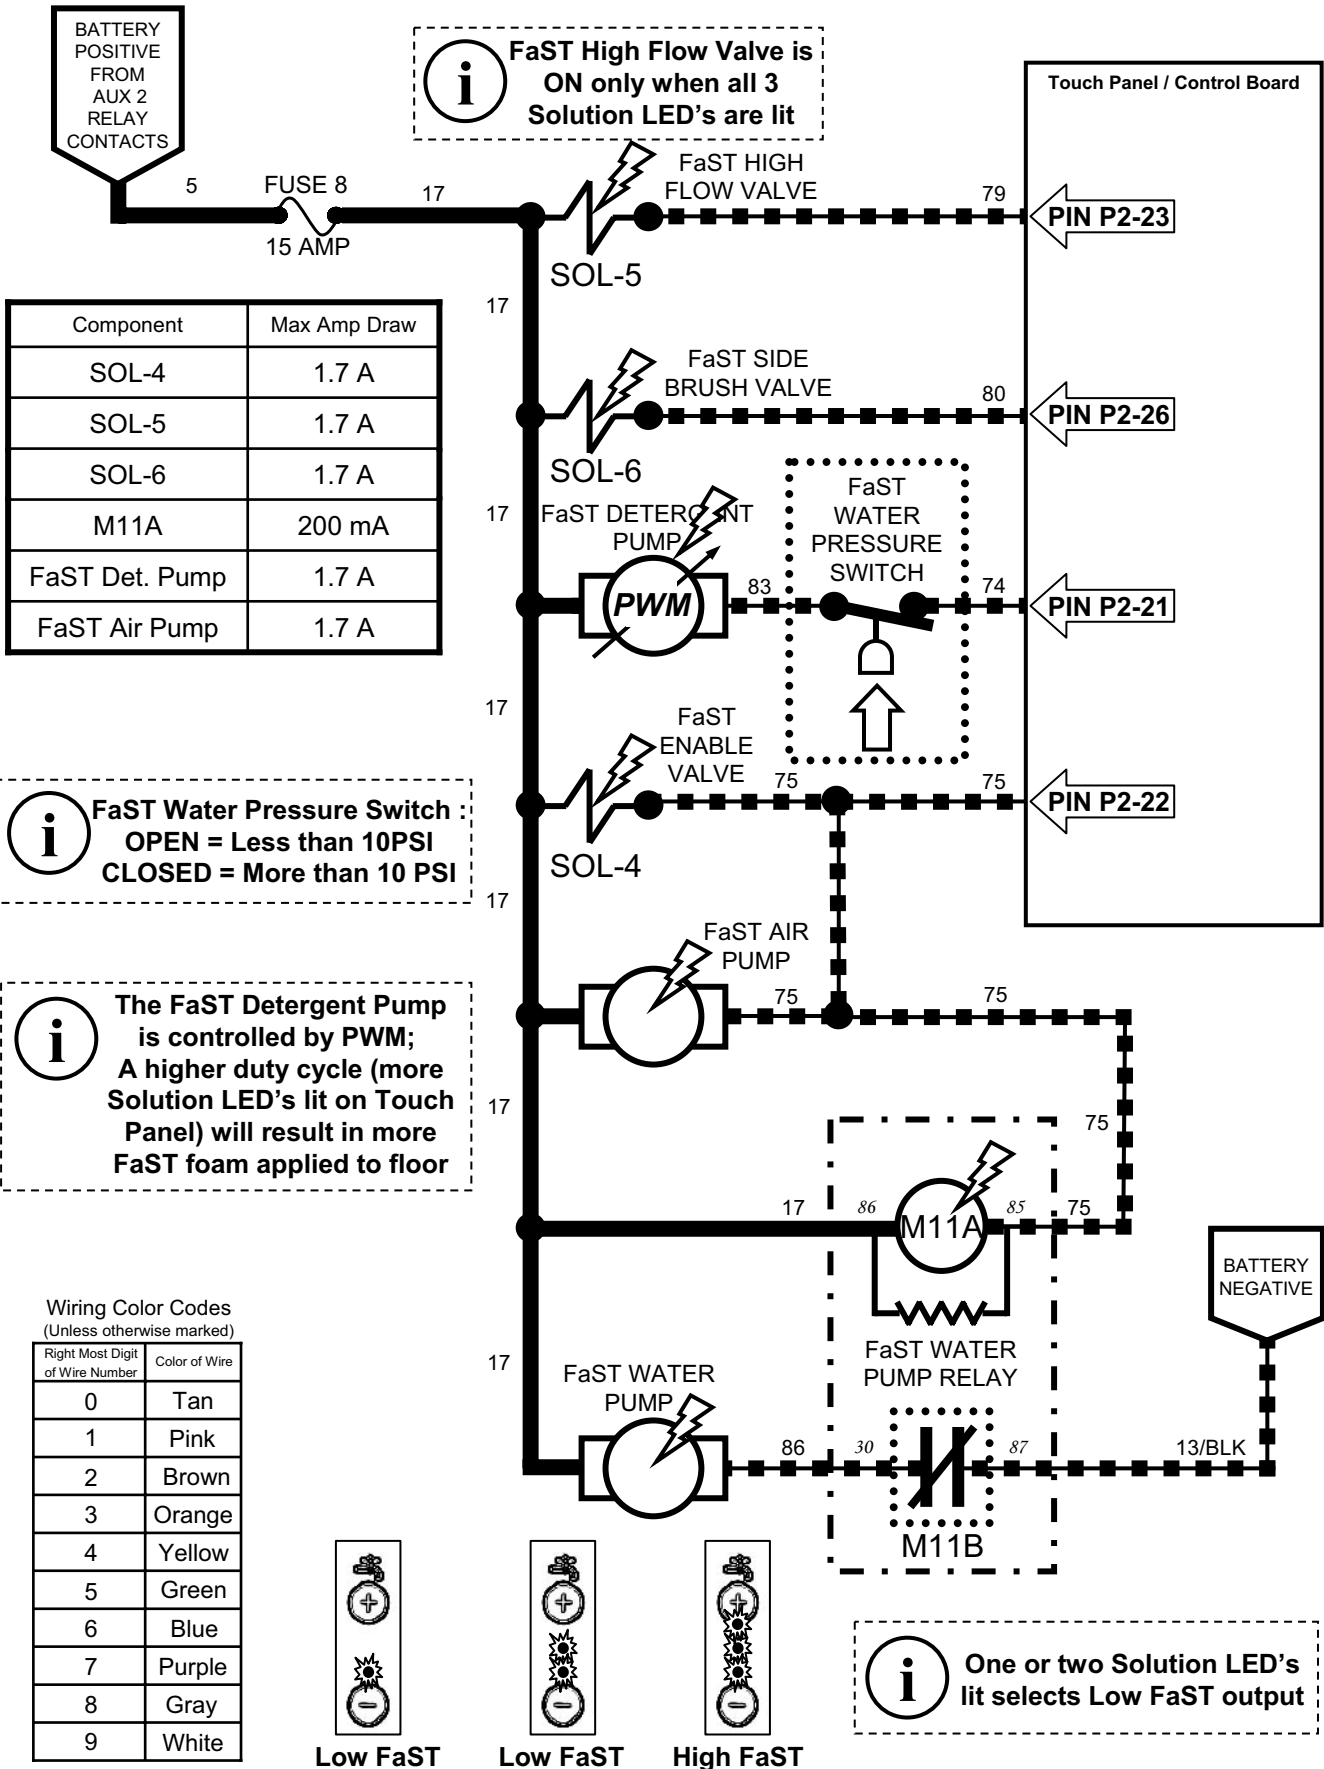 BATTERY
POSITIVE
FROM
AUX 2
RELAY
CONTACTS
i
FaST High Flow Valve is
ON only when all 3
Solution LED's are lit
Touch Panel / Control Board
5
FUSE 8
15 AMP
17
FaST HIGH
FLOW VALVE
79
PIN P2-23
SOL-5
17
Component Max Amp Draw
SOL-4 1.7 A
SOL-5 1.7 A
SOL-6 1.7 A
M11A 200 mA
FaST Det. Pump 1.7 A
FaST Air Pump 1.7 A
FaST SIDE
BRUSH VALVE
80
PIN P2-26
SOL-6
17
FaST DETERGENT
PUMP
PWM
83
FaST
WATER
PRESSURE
SWITCH
74
PIN P2-21
17
FaST
ENABLE
VALVE
75
75
PIN P2-22
SOL-4
i
FaST Water Pressure Switch :
OPEN = Less than 10PSI
CLOSED = More than 10 PSI
17
FaST AIR
PUMP
75
75
i
The FaST Detergent Pump
is controlled by PWM;
A higher duty cycle (more
Solution LED's lit on Touch
Panel) will result in more
FaST foam applied to floor
17
75
17
86
M11A
85
75
FaST WATER
PUMP RELAY
BATTERY
NEGATIVE
17
FaST WATER
PUMP
86
30
87
13/BLK
M11B
Wiring Color Codes
(Unless otherwise marked)
Right Most Digit
of Wire Number
Color of Wire
0 Tan
1 Pink
2 Brown
3 Orange
4 Yellow
5 Green
6 Blue
7 Purple
8 Gray
9 White
Low FaST
Low FaST
High FaST
i
One or two Solution LED's
lit selects Low FaST output